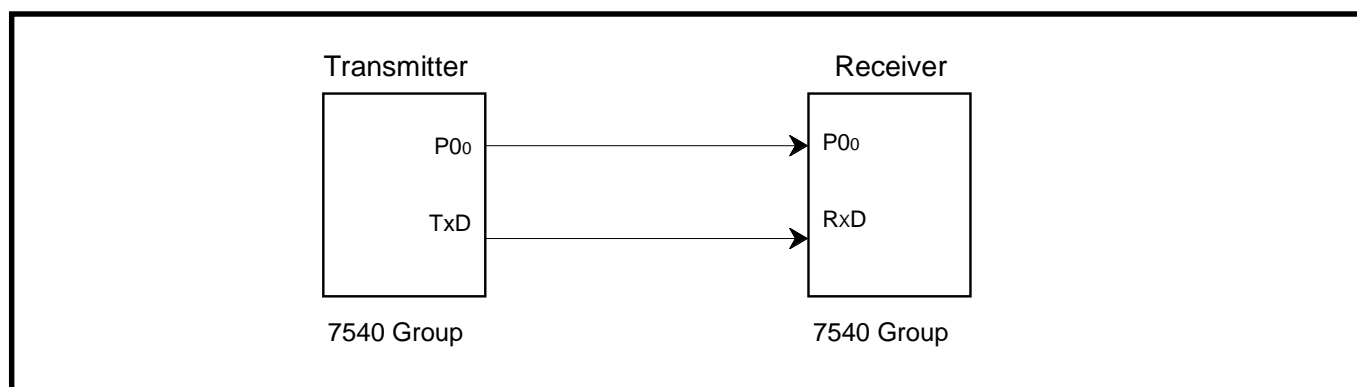 Transmitter
Receiver
P00
P00
TxD
RxD
7540 Group
7540 Group